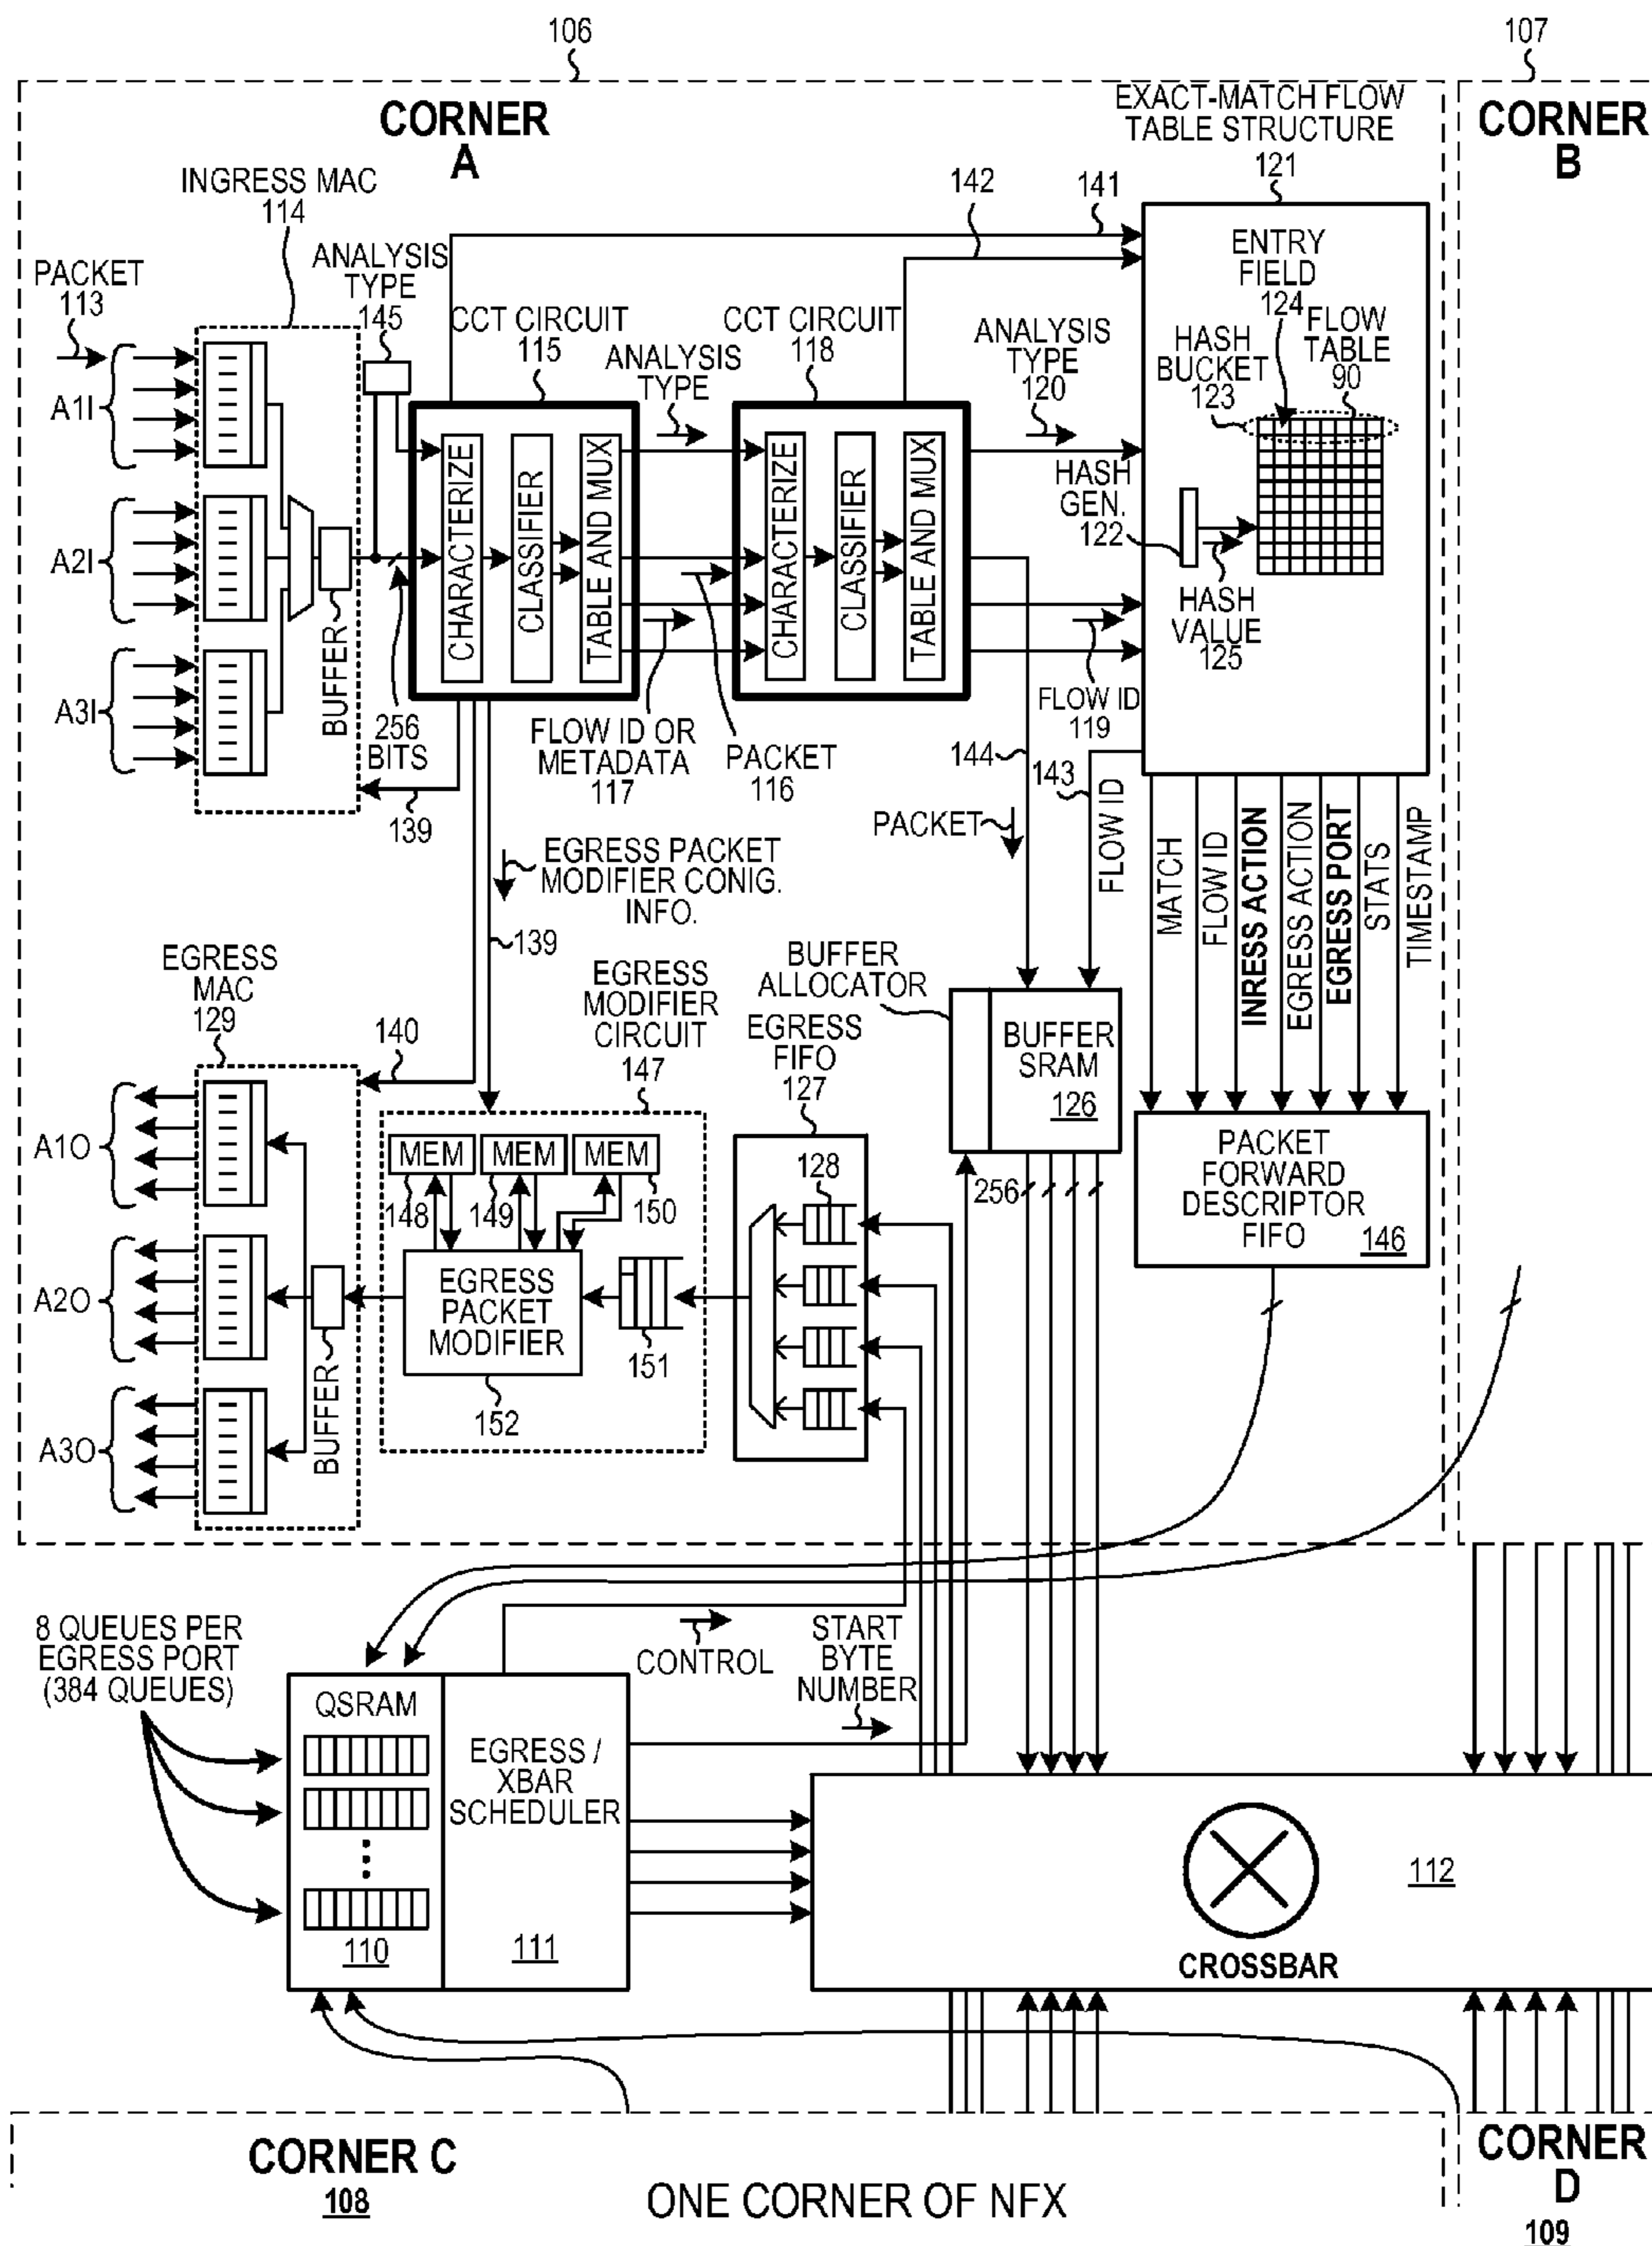 106
107
CORNER
A
EXACT-MATCH FLOW
TABLE STRUCTURE
121
CORNER
B
INGRESS MAC
114
142
141
PACKET
113
ANALYSIS
TYPE
145
CCT CIRCUIT
115
ANALYSIS
TYPE
CCT CIRCUIT
118
ANALYSIS
TYPE
120
ENTRY
FIELD
124
HASH
BUCKET
123
FLOW
TABLE
90
A1I
A2I
A3I
BUFFER
256
BITS
CHARACTERIZE
CLASSIFIER
TABLE AND MUX
CHARACTERIZE
CLASSIFIER
TABLE AND MUX
HASH
GEN.
122
HASH
VALUE
125
FLOW ID
119
FLOW ID OR
METADATA
117
PACKET
116
139
144
143
PACKET
FLOW ID
MATCH
FLOW ID
INRESS ACTION
EGRESS ACTION
EGRESS PORT
STATS
TIMESTAMP
EGRESS PACKET
MODIFIER CONIG.
INFO.
139
EGRESS
MAC
129
140
EGRESS
MODIFIER
CIRCUIT
147
EGRESS
FIFO
127
BUFFER
ALLOCATOR
BUFFER
SRAM
126
256
PACKET
FORWARD
DESCRIPTOR
FIFO
146
A1O
A2O
A3O
BUFFER
MEM
MEM
MEM
148
149
150
128
EGRESS
PACKET
MODIFIER
151
152
8 QUEUES PER
EGRESS PORT
(384 QUEUES)
CONTROL
START
BYTE
NUMBER
QSRAM
110
EGRESS /
XBAR
SCHEDULER
111
112
CROSSBAR
CORNER C
108
ONE CORNER OF NFX
CORNER
D
109